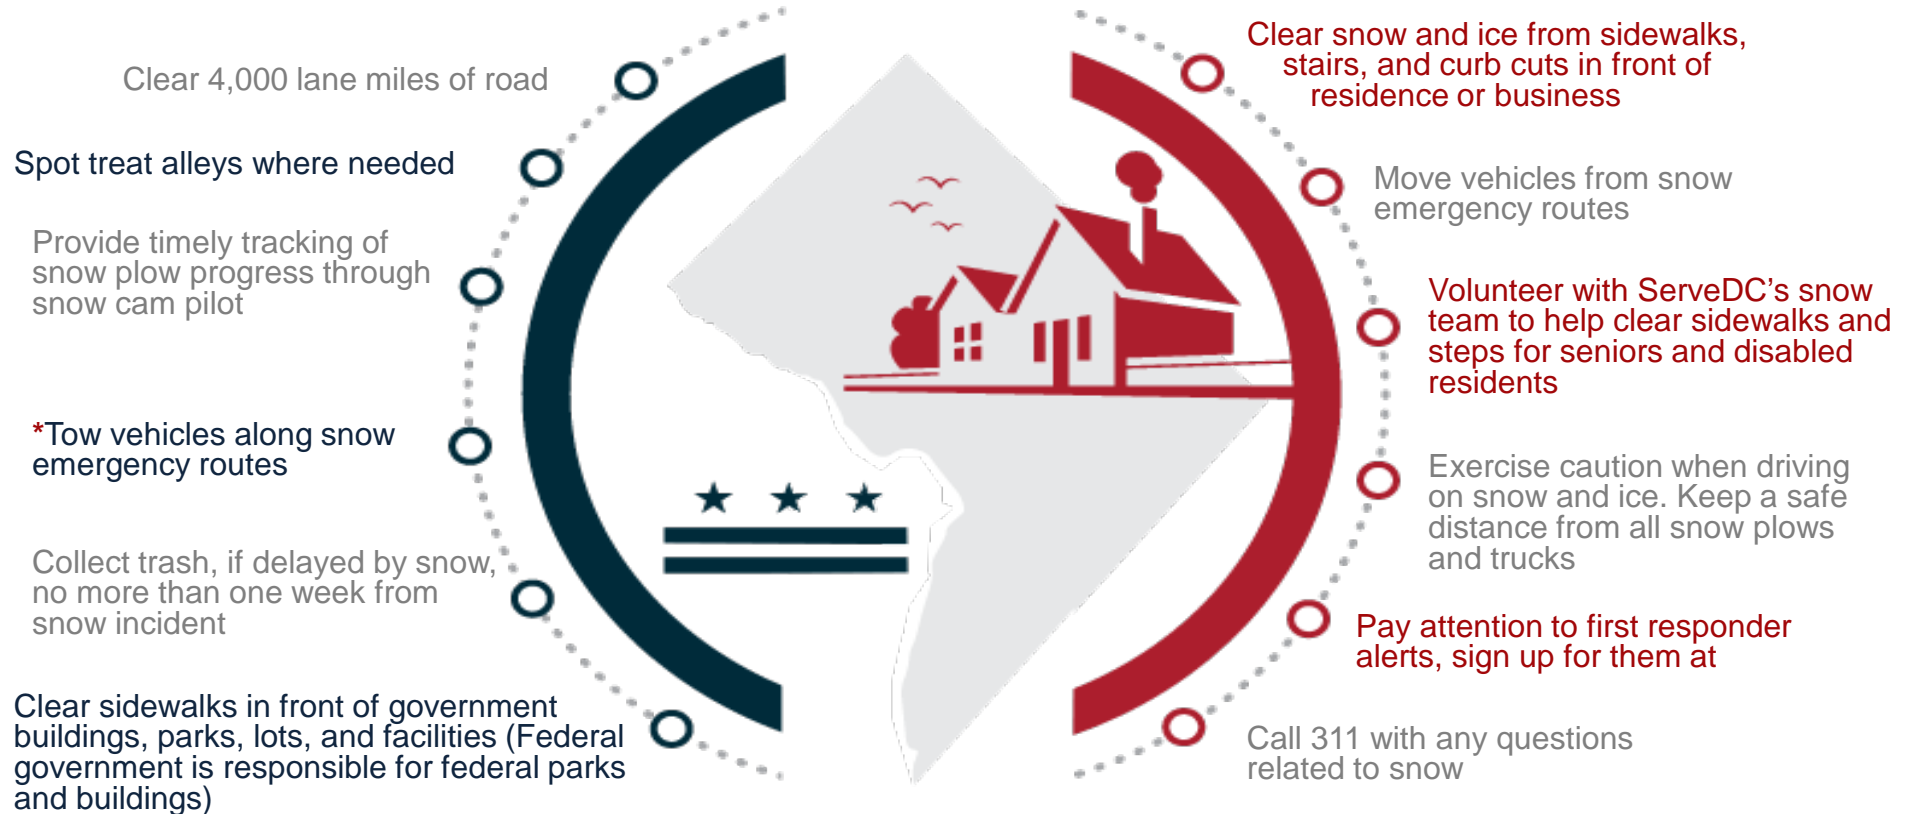 Clear 4,000 lane miles of road
Spot treat alleys where needed
Provide timely tracking of
snow plow progress through
snow cam pilot
*Tow vehicles along snow
emergency routes
Collect trash, if delayed by snow,
no more than one week from
snow incident
Clear sidewalks in front of government
buildings, parks, lots, and facilities (Federal
government is responsible for federal parks
and buildings)
Clear snow and ice from sidewalks,
stairs, and curb cuts in front of
residence or business
Move vehicles from snow
emergency routes
Volunteer with ServeDC’s snow
team to help clear sidewalks and
steps for seniors and disabled
residents
Exercise caution when driving
on snow and ice. Keep a safe
distance from all snow plows
and trucks
Pay attention to first responder
alerts, sign up for them at
Call 311 with any questions
related to snow